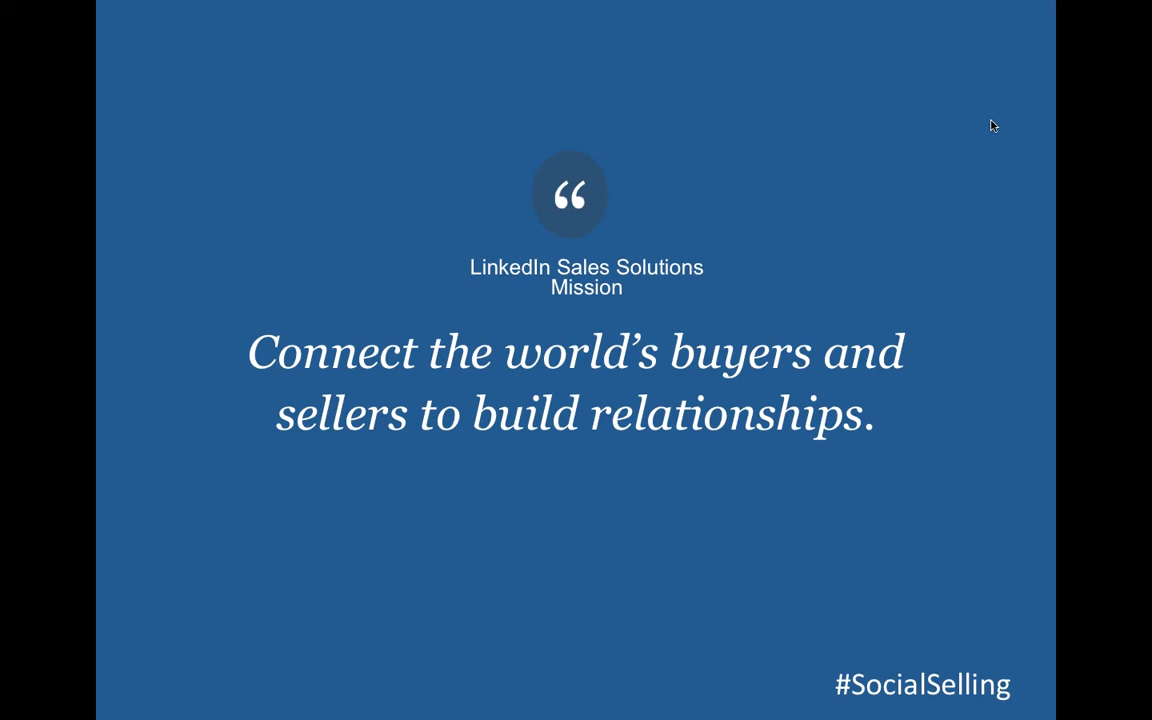 “
LinkedIn Sales Solutions
Mission
Connect the world’s buyers and
sellers to build relationships.
#SocialSelling